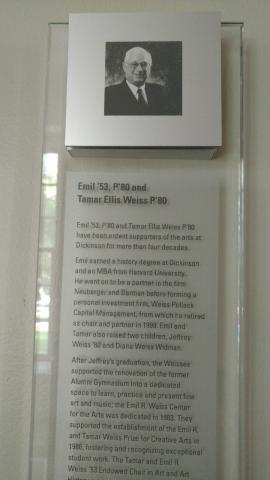 Emil '53, P'80 and
Tamar Ellis Weiss P'80
Emil '53, P'80 and Tamar Ellis Weiss P'80
have been ardent supporters of the arts at
Dickinson for more than four decades.
Emil earned a history degree at Dickinson
and an MBA from Harvard University.
He went on to be a partner in the firm
Neuberger and Berman before forming a
personal investment firm, Weiss Pollock
Capital Management, from which he retired
as chair and partner in 1999. Emil and
Tamar also raised two children, Jeffrey
Weiss '80 and Diana Weiss Widman.
After Jeffrey's graduation, the Weisses
supported the renovation of the former
Alumni Gymnasium into a dedicated
space to learn, practice and present fine
art and music; the Emil R. Weiss Center
for the Arts was dedicated in 1983. They
supported the establishment of the Emil R.
and Tamar Weiss Prize for Creative Arts in
1986, fostering and recognizing exceptional
student work. The Tamar and Emil R.
Weiss '53 Endowed Chair in Art and Art